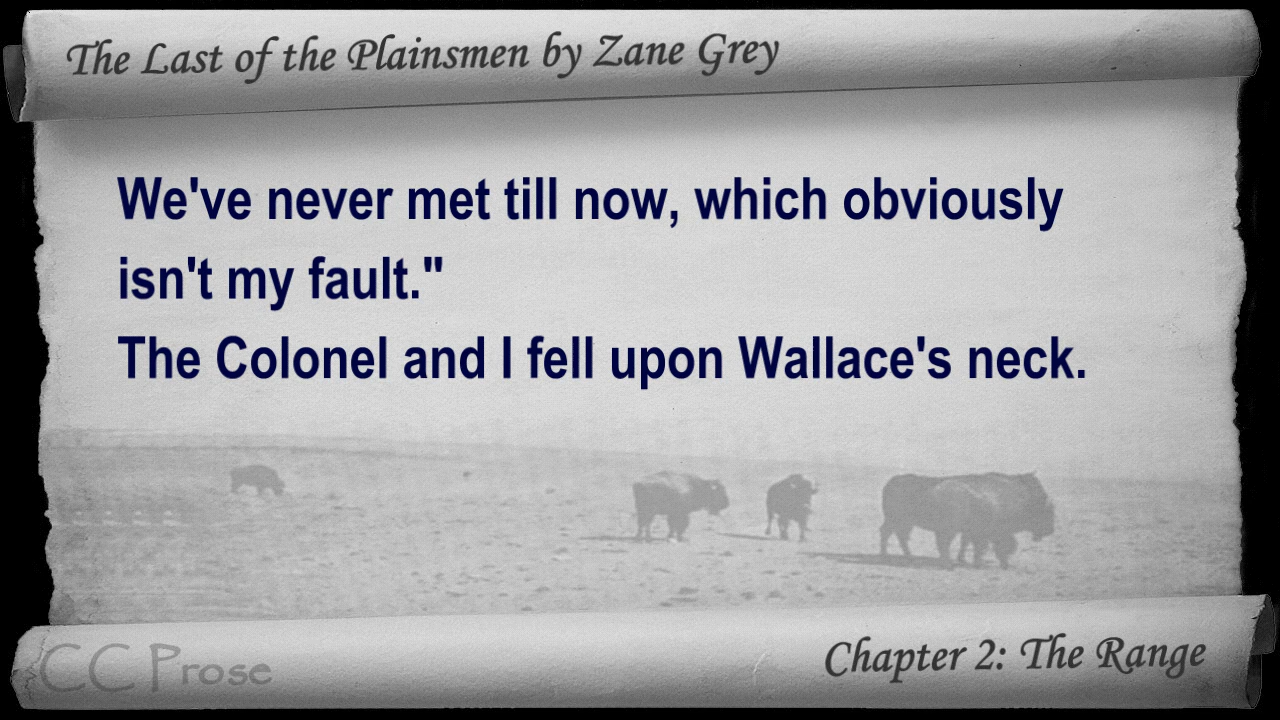 The Last of the Plainsmen by Zane Grey
We've never met till now, which obviously
isn't my fault."
The Colonel and I fell upon Wallace's neck.
CC Prose
Chapter 2: The Range